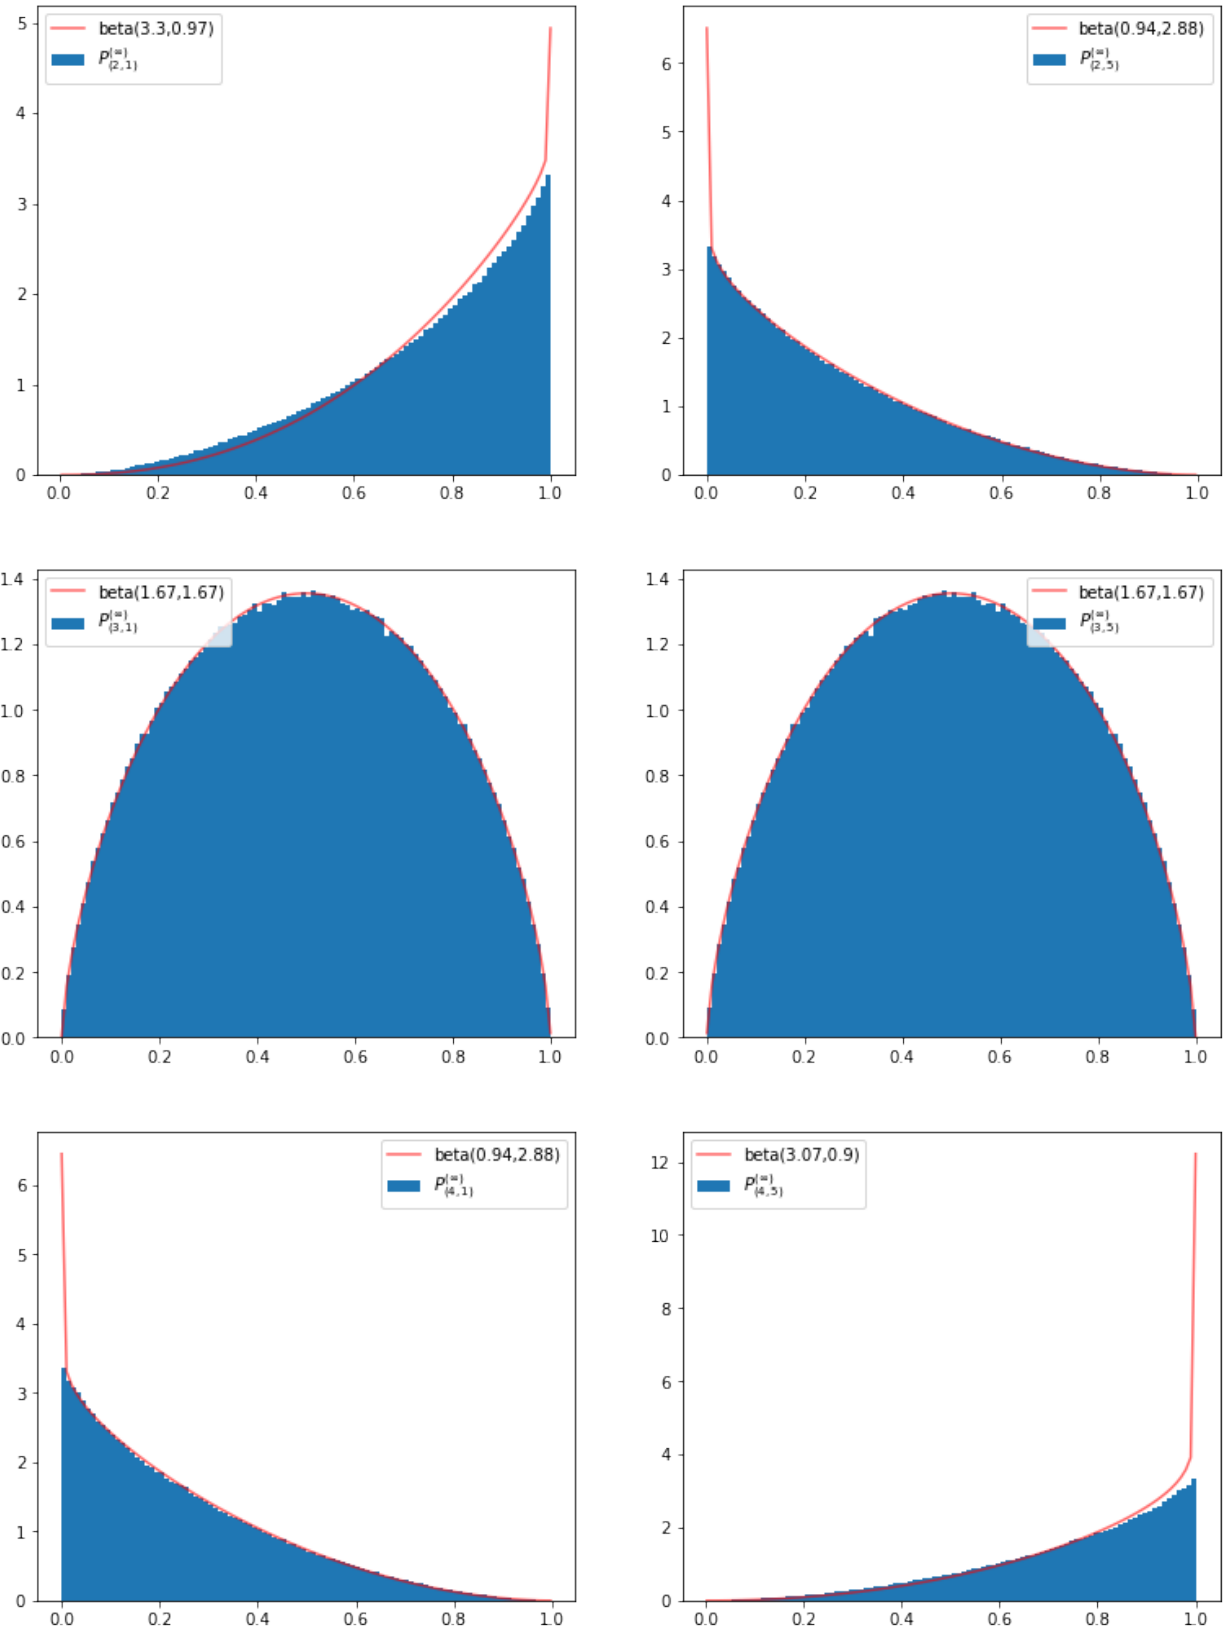 beta(3.3,0.97)
P^{(∞)}_{(2,1)}
5
4
3
2
1
0
0.0 0.2 0.4 0.6 0.8 1.0
beta(0.94,2.88)
P^{(∞)}_{(2,5)}
6
5
4
3
2
1
0
0.0 0.2 0.4 0.6 0.8 1.0
beta(1.67,1.67)
P^{(∞)}_{(3,1)}
1.4
1.2
1.0
0.8
0.6
0.4
0.2
0.0
0.0 0.2 0.4 0.6 0.8 1.0
beta(1.67,1.67)
P^{(∞)}_{(3,5)}
1.4
1.2
1.0
0.8
0.6
0.4
0.2
0.0
0.0 0.2 0.4 0.6 0.8 1.0
beta(0.94,2.88)
P^{(∞)}_{(4,1)}
6
5
4
3
2
1
0
0.0 0.2 0.4 0.6 0.8 1.0
beta(3.07,0.9)
P^{(∞)}_{(4,5)}
12
10
8
6
4
2
0
0.0 0.2 0.4 0.6 0.8 1.0